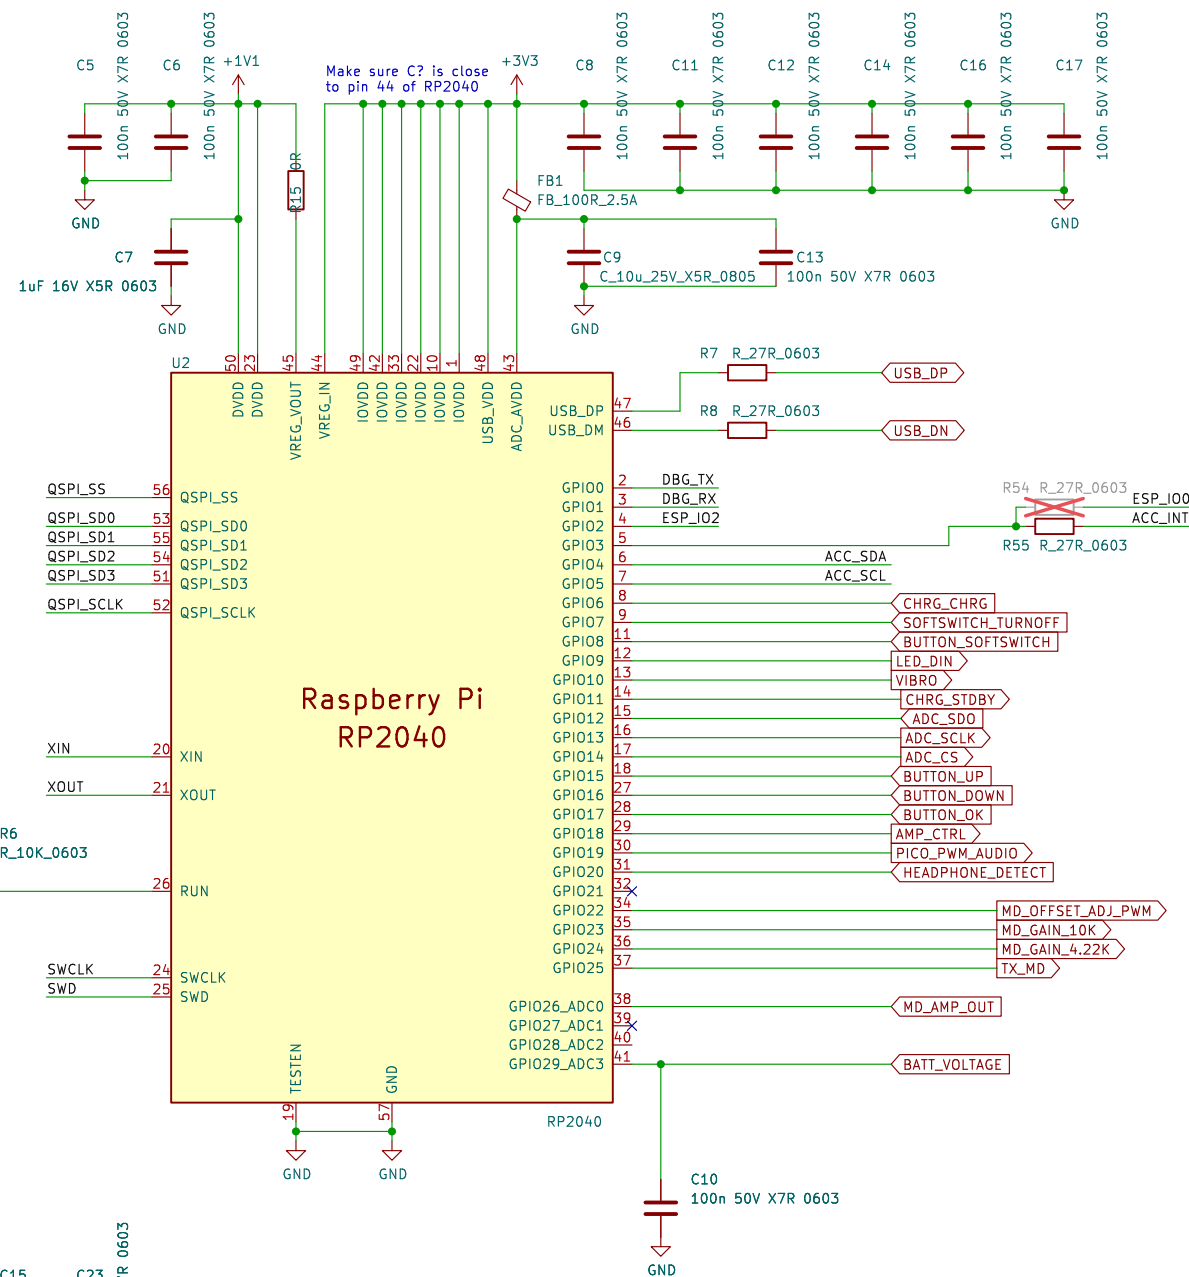 C5
100n 50V X7R 0603
C6
100n 50V X7R 0603
+1V1
Make sure C? is close
to pin 44 of RP2040
+3V3
C8
100n 50V X7R 0603
C11
100n 50V X7R 0603
C12
100n 50V X7R 0603
C14
100n 50V X7R 0603
C16
100n 50V X7R 0603
C17
100n 50V X7R 0603
R15 0R
FB1
FB_100R_2.5A
GND
GND
C7
1uF 16V X5R 0603
GND
C9
C_10u_25V_X5R_0805
C13
100n 50V X7R 0603
GND
U2
50
23
45
44
49
42
33
22
10
1
48
43
DVDD
DVDD
VREG_VOUT
VREG_IN
IOVDD
IOVDD
IOVDD
IOVDD
IOVDD
IOVDD
USB_VDD
ADC_AVDD
R7 R_27R_0603
USB_DP
USB_DP 47
R8 R_27R_0603
USB_DM 46
USB_DN
QSPI_SS 56 QSPI_SS
QSPI_SD0 53 QSPI_SD0
QSPI_SD1 55 QSPI_SD1
QSPI_SD2 54 QSPI_SD2
QSPI_SD3 51 QSPI_SD3
QSPI_SCLK 52 QSPI_SCLK
GPIO0 2 DBG_TX
GPIO1 3 DBG_RX
GPIO2 4 ESP_IO2
R54 R_27R_0603
ESP_IO0
ACC_INT
R55 R_27R_0603
GPIO3 5
GPIO4 6 ACC_SDA
GPIO5 7 ACC_SCL
GPIO6 8 CHRG_CHRG
GPIO7 9 SOFTSWITCH_TURNOFF
GPIO8 11 BUTTON_SOFTSWITCH
GPIO9 12 LED_DIN
GPIO10 13 VIBRO
GPIO11 14 CHRG_STDBY
GPIO12 15 ADC_SDO
GPIO13 16 ADC_SCLK
GPIO14 17 ADC_CS
GPIO15 18 BUTTON_UP
GPIO16 27 BUTTON_DOWN
GPIO17 28 BUTTON_OK
GPIO18 29 AMP_CTRL
GPIO19 30 PICO_PWM_AUDIO
GPIO20 31 HEADPHONE_DETECT
GPIO21 32
GPIO22 34 MD_OFFSET_ADJ_PWM
GPIO23 35 MD_GAIN_10K
GPIO24 36 MD_GAIN_4.22K
GPIO25 37 TX_MD
GPIO26_ADC0 38 MD_AMP_OUT
GPIO27_ADC1 39
GPIO28_ADC2 40
GPIO29_ADC3 41 BATT_VOLTAGE
Raspberry Pi
RP2040
XIN 20 XIN
XOUT 21 XOUT
R6
R_10K_0603
26 RUN
SWCLK 24 SWCLK
SWD 25 SWD
TESTEN
GND
19
57
RP2040
GND
GND
C10
100n 50V X7R 0603
GND
C15
C23
0603